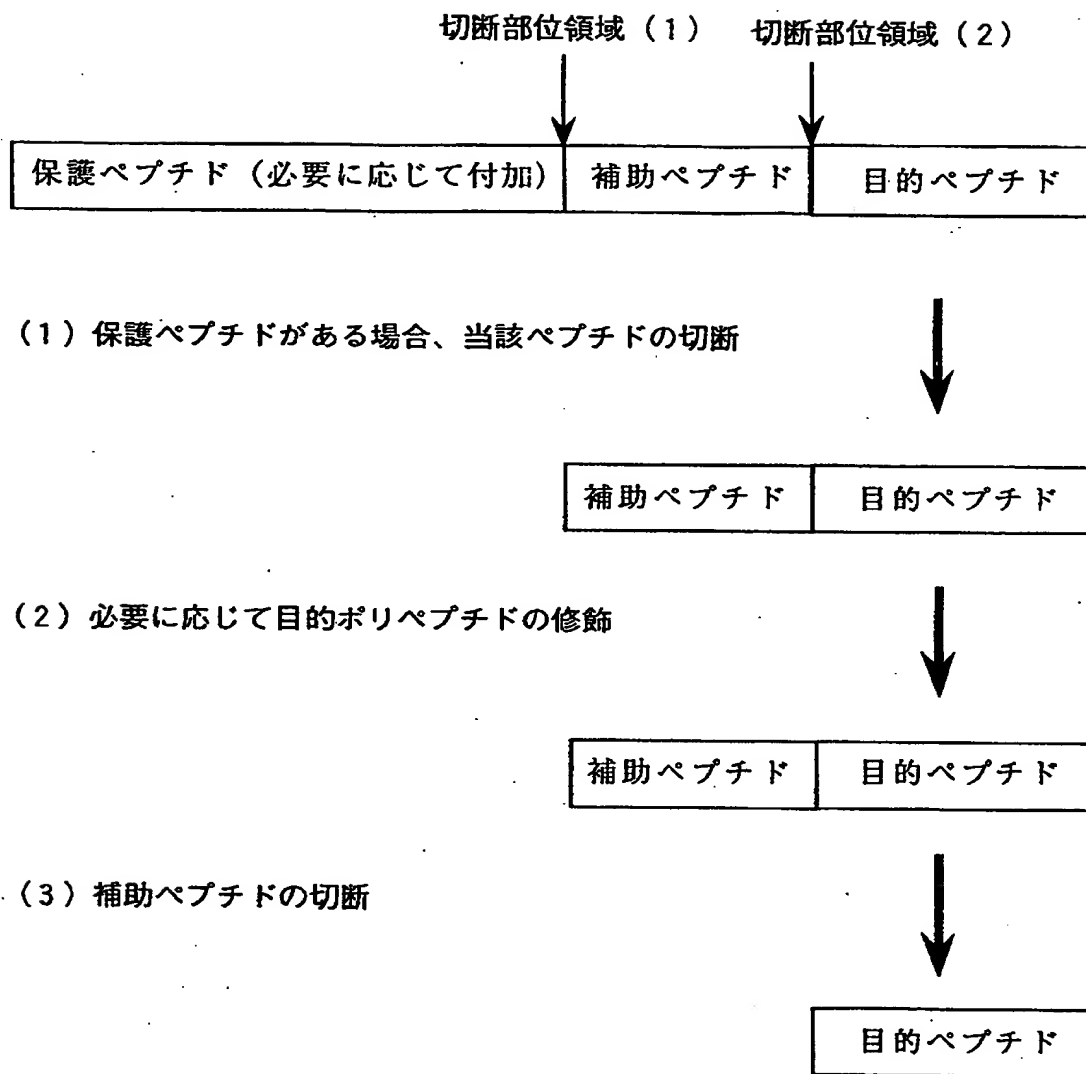 切断部位領域（1） 切断部位領域（2）
保護ペプチド（必要に応じて付加） 補助ペプチド 目的ペプチド
（1）保護ペプチドがある場合、当該ペプチドの切断
補助ペプチド 目的ペプチド
（2）必要に応じて目的ポリペプチドの修飾
補助ペプチド 目的ペプチド
（3）補助ペプチドの切断
目的ペプチド